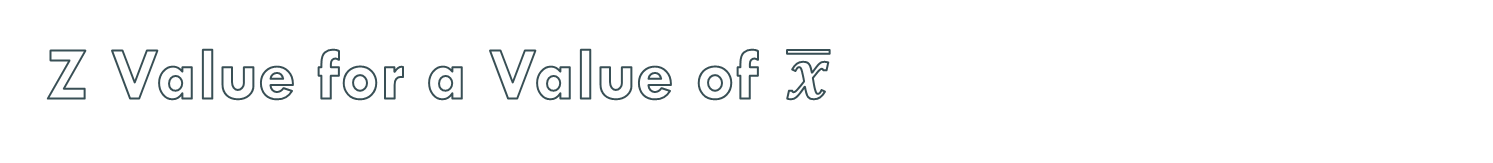 Z Value for a Value of x̅